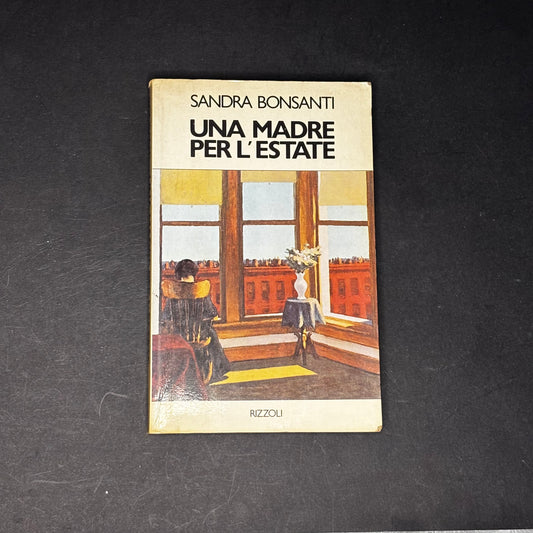 SANDRA BONSANTI
UNA MADRE
PER L'ESTATE
RIZZOLI